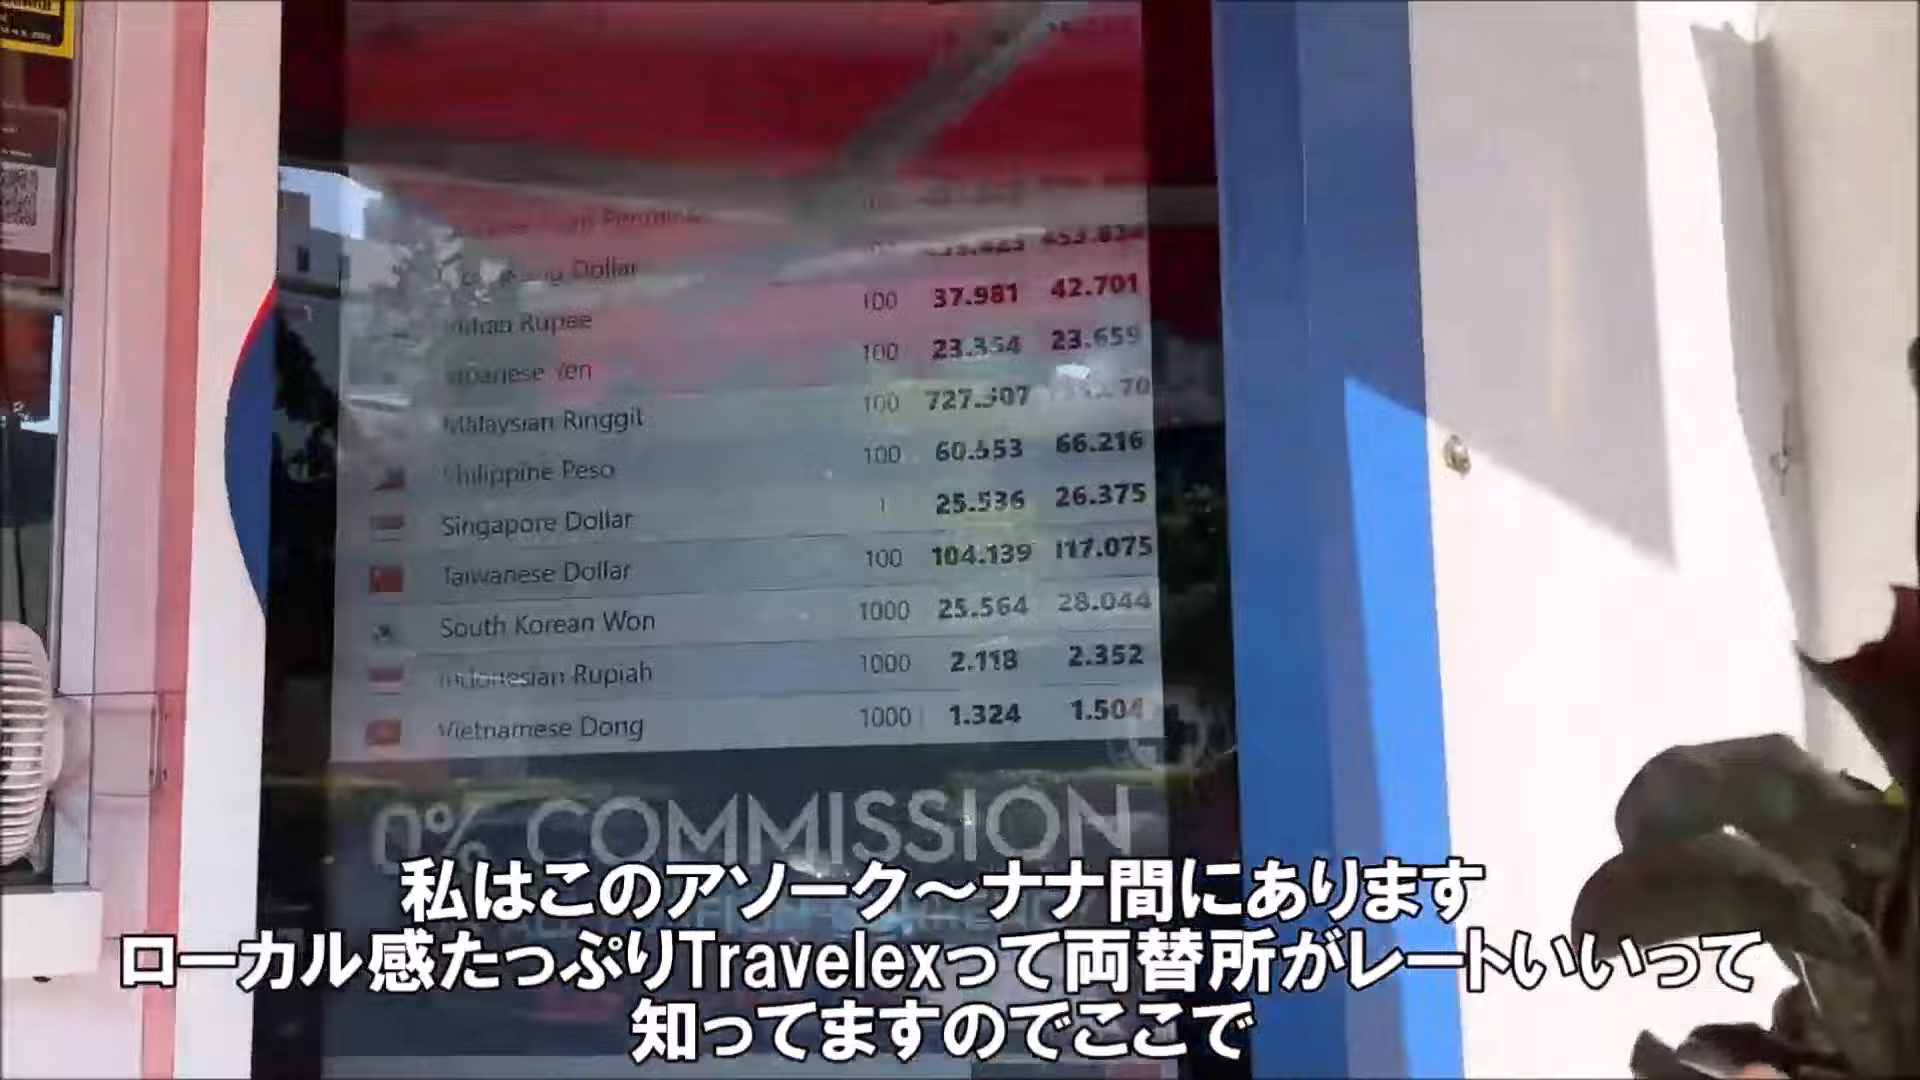 Dollar
100 37.981 42.701
Rupee
100 23.354 23.659
Japanese Yen
100
Malaysian Ringgit
100 60.553 66.216
Philippine Peso
1 25.536 26.375
Singapore Dollar
100 104.139 117.075
Taiwanese Dollar
1000 25.564 28.044
South Korean Won
1000 2.118 2.352
Indonesian Rupiah
1000 1.324 1.504
Vietnamese Dong
0% COMMISSION
私はこのアソーク～ナナ間にあります
ローカル感たっぷりTravelexって両替所がレートいいって
知ってますのでここで